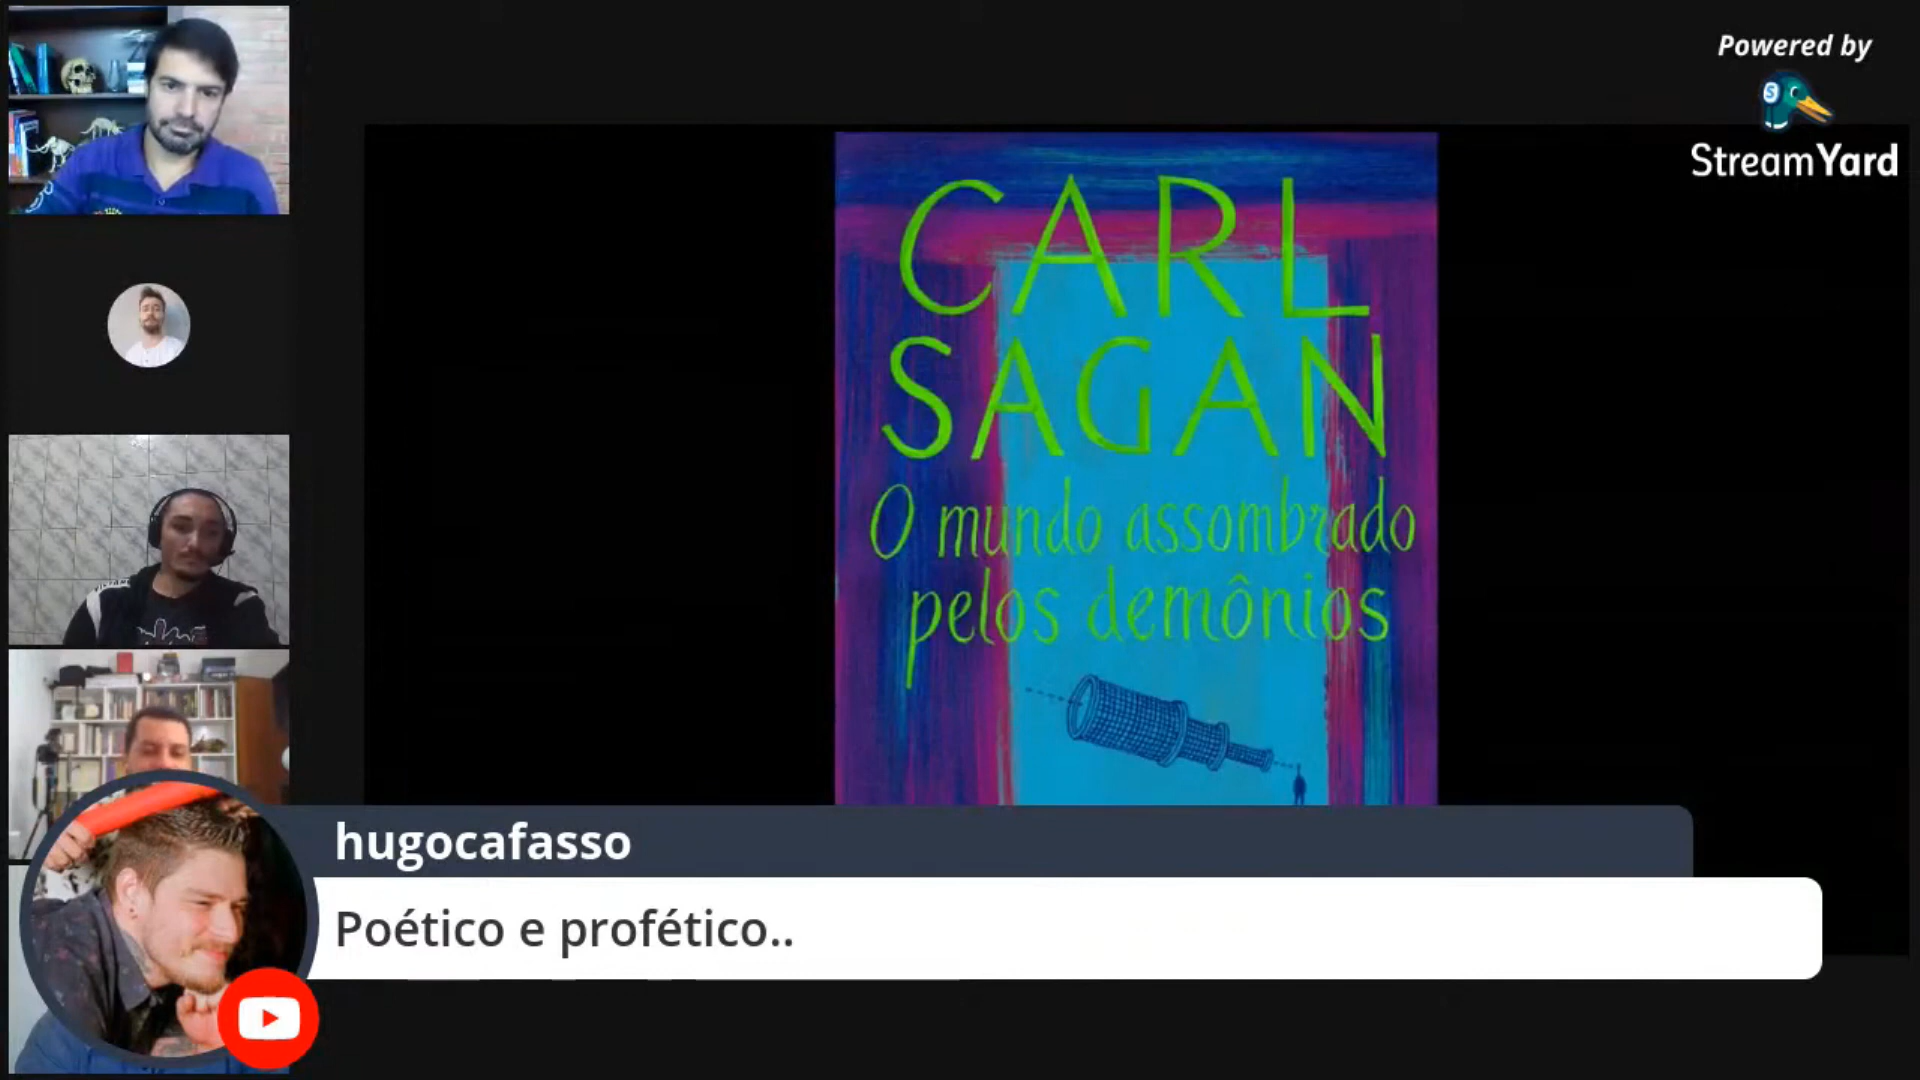 Powered by
StreamYard
CARL
SAGAN
O mundo assombrado
pelos demônios
hugocafasso
Poético e profético..